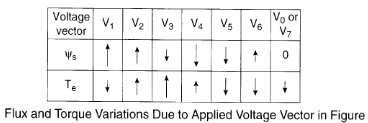 Voltage vector V₁ V₂ V₃ V₄ V₅ V₆ V₀ or V₇
ψₛ ↑ ↑ ↓ ↓ ↓ ↑ 0
Tₑ ↓ ↑ ↑ ↑ ↓ ↓ ↓
Flux and Torque Variations Due to Applied Voltage Vector in Figure